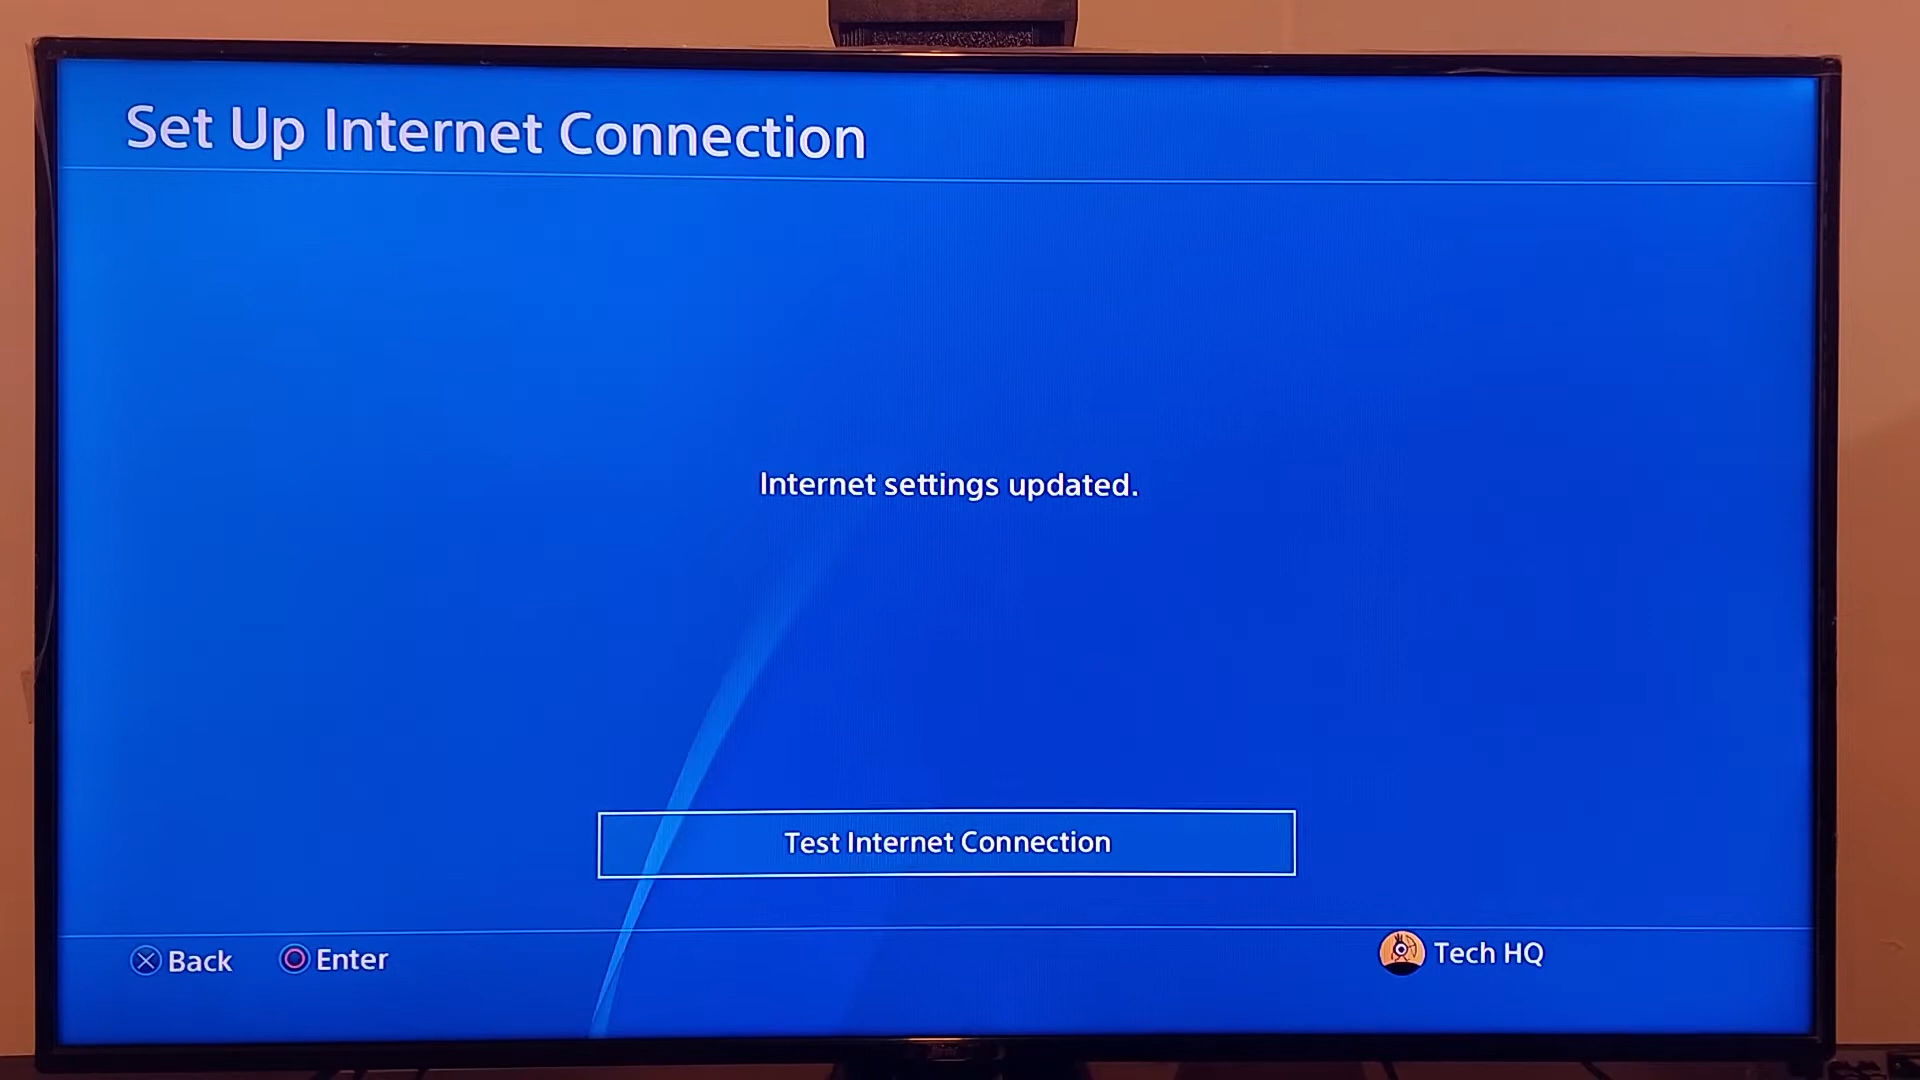 Set Up Internet Connection
Internet settings updated.
Test Internet Connection
Back
Enter
Tech HQ